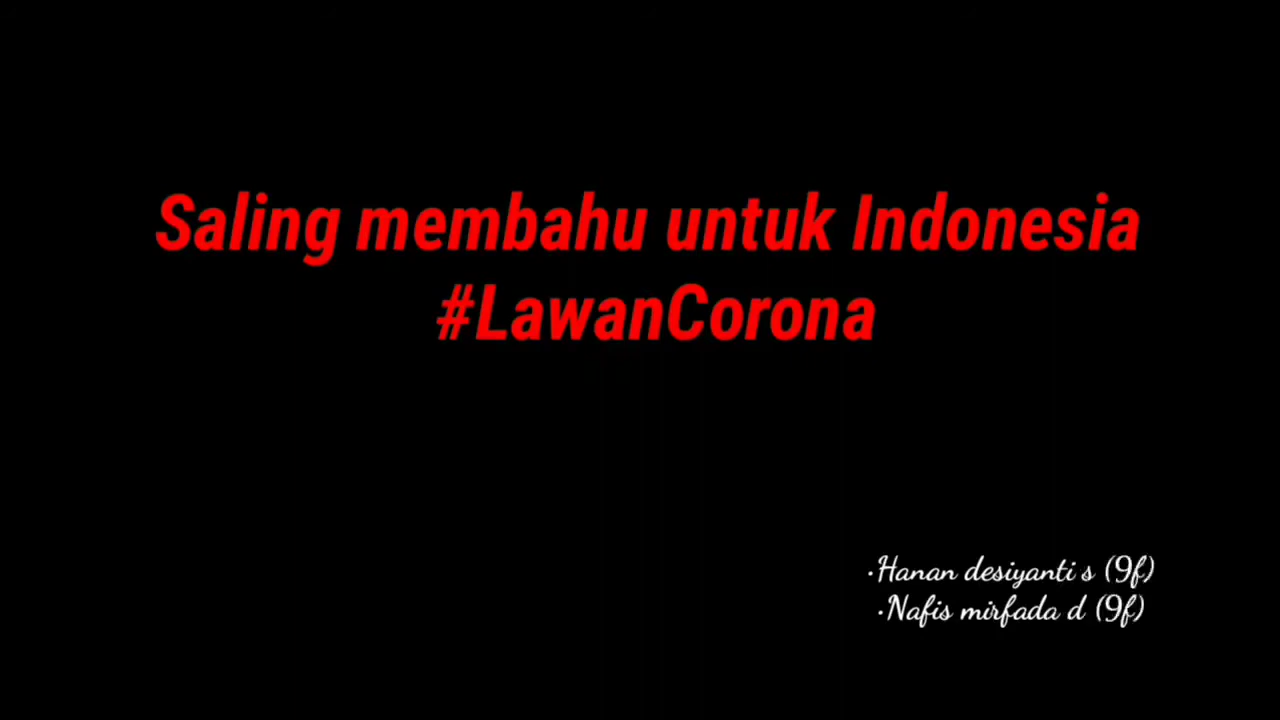 Saling membahu untuk Indonesia
#LawanCorona
•Hanan desiyanti s (9f)
•Nafis mirfada d (9f)